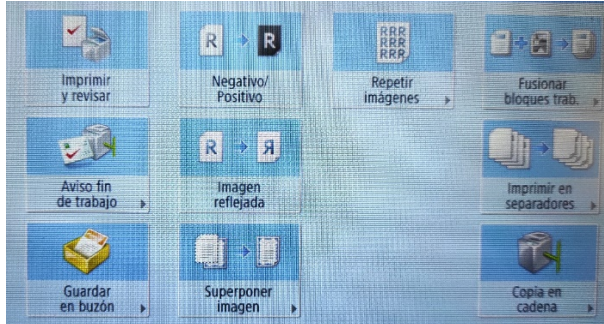 Imprimir
y revisar
R
R
Negativo/
Positivo
RRR
RRR
RRR
Repetir
imágenes
Fusionar
bloques trab.
Aviso fin
de trabajo
R
Я
Imagen
reflejada
Imprimir en
separadores
Guardar
en buzón
Superponer
imagen
Copia en
cadena